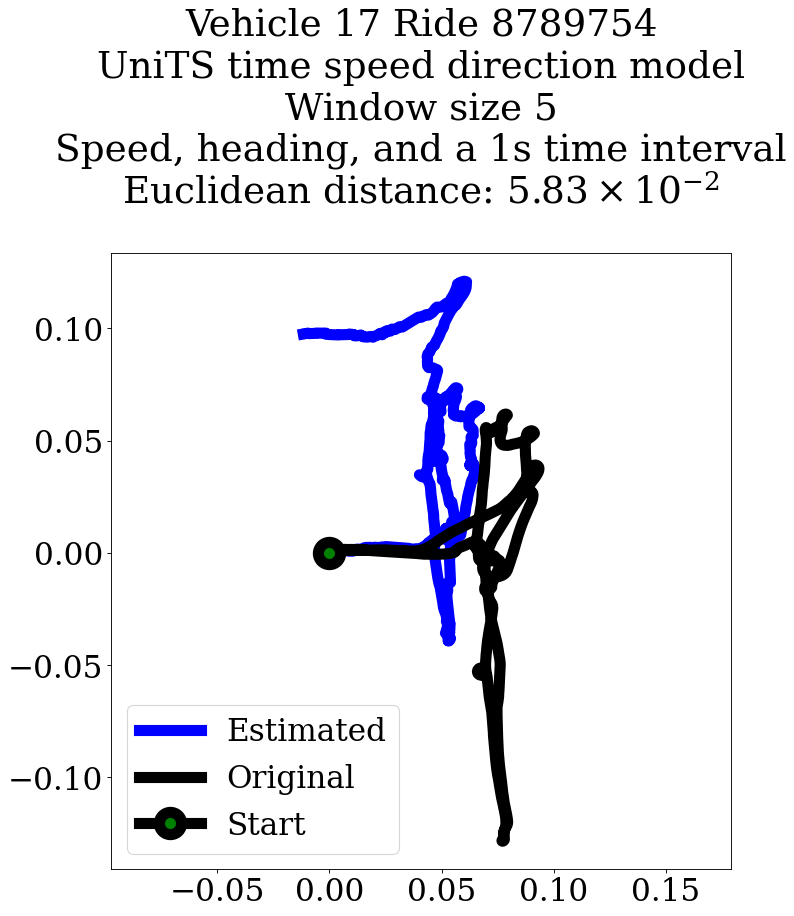 Vehicle 17 Ride 8789754
UniTS time speed direction model
Window size 5
Speed, heading, and a 1s time interval
Euclidean distance: 5.83 × 10⁻²
0.10
0.05
0.00
−0.05
−0.10
Estimated
Original
Start
−0.05 0.00 0.05 0.10 0.15